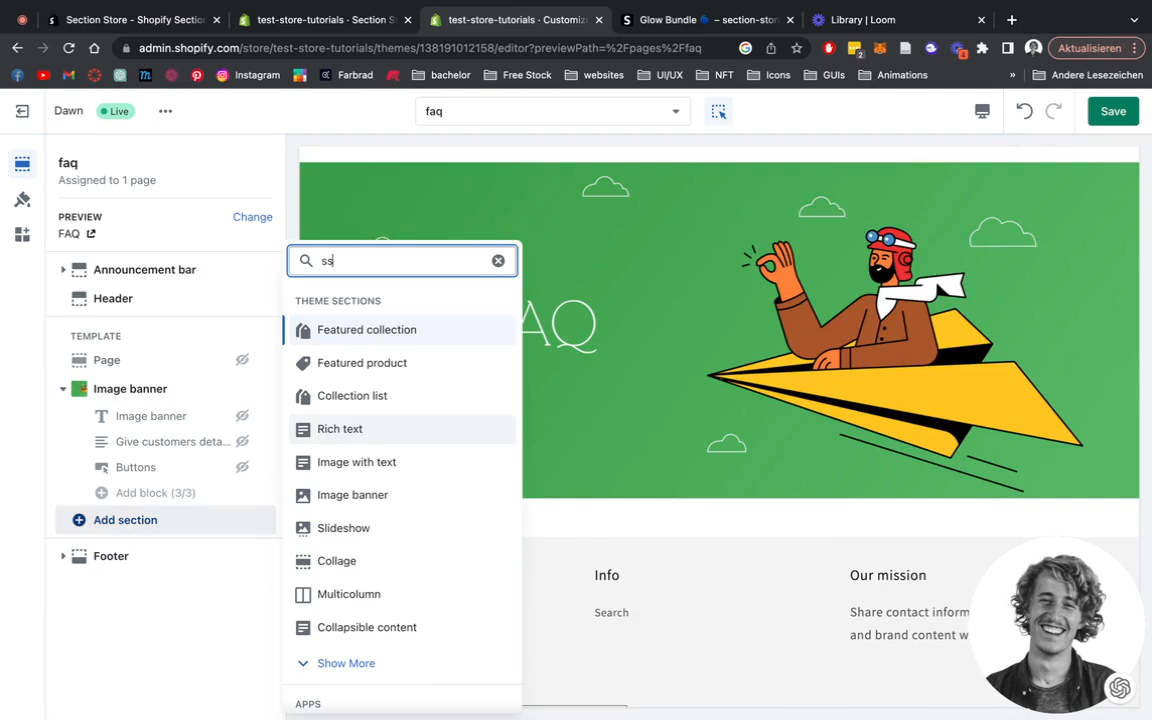 Section Store - Shopify Section
test-store-tutorials · Section S
test-store-tutorials · Customiz
Glow Bundle
– section-stor
Library | Loom
admin.shopify.com/store/test-store-tutorials/themes/138191012158/editor?previewPath=%2Fpages%2Ffaq
2
6
Aktualisieren
Instagram
Farbrad
bachelor
Free Stock
websites
UI/UX
NFT
Icons
GUIs
Animations
»
Andere Lesezeichen
Dawn
Live
faq
Save
faq
Assigned to 1 page
PREVIEW
Change
FAQ
Announcement bar
Header
TEMPLATE
Page
Image banner
Image banner
Give customers deta...
Buttons
Add block (3/3)
Add section
Footer
ss
THEME SECTIONS
Featured collection
Featured product
Collection list
Rich text
Image with text
Image banner
Slideshow
Collage
Multicolumn
Collapsible content
Show More
APPS
AQ
Info
Search
Our mission
Share contact inform
and brand content w